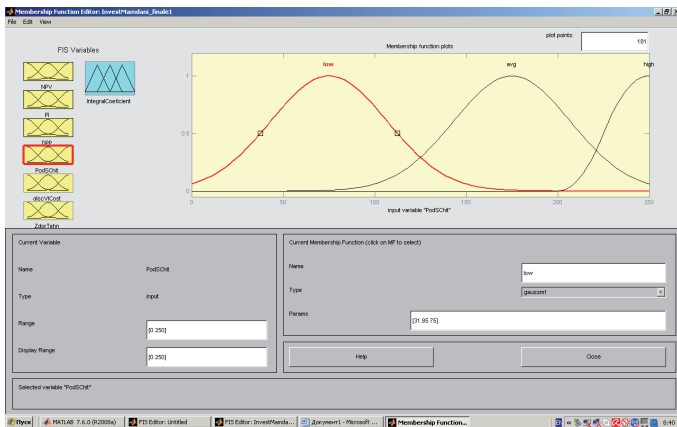 Membership Function Editor: InvestMamdani_finale1
File Edit View
FIS Variables
plot points:
181
Membership function plots
NPV
PI
NPP
PodSChit
discVlCost
ZdorTehn
IntegralCoeticient
low
avg
high
1
0.5
0
0
50
100
150
200
250
input variable "PodSChit"
Current Variable
Name
PodSChit
Type
input
Range
[0 250]
Display Range
[0 250]
Current Membership Function (click on MF to select)
Name
low
Type
gaussmf
Params
[31.85 75]
Help
Close
Selected variable "PodSChit"
Пуск
MATLAB 7.6.0 (R2008a)
FIS Editor: Untitled
FIS Editor: InvestMamda...
Документ1 - Microsoft ...
Membership Function...
8:40